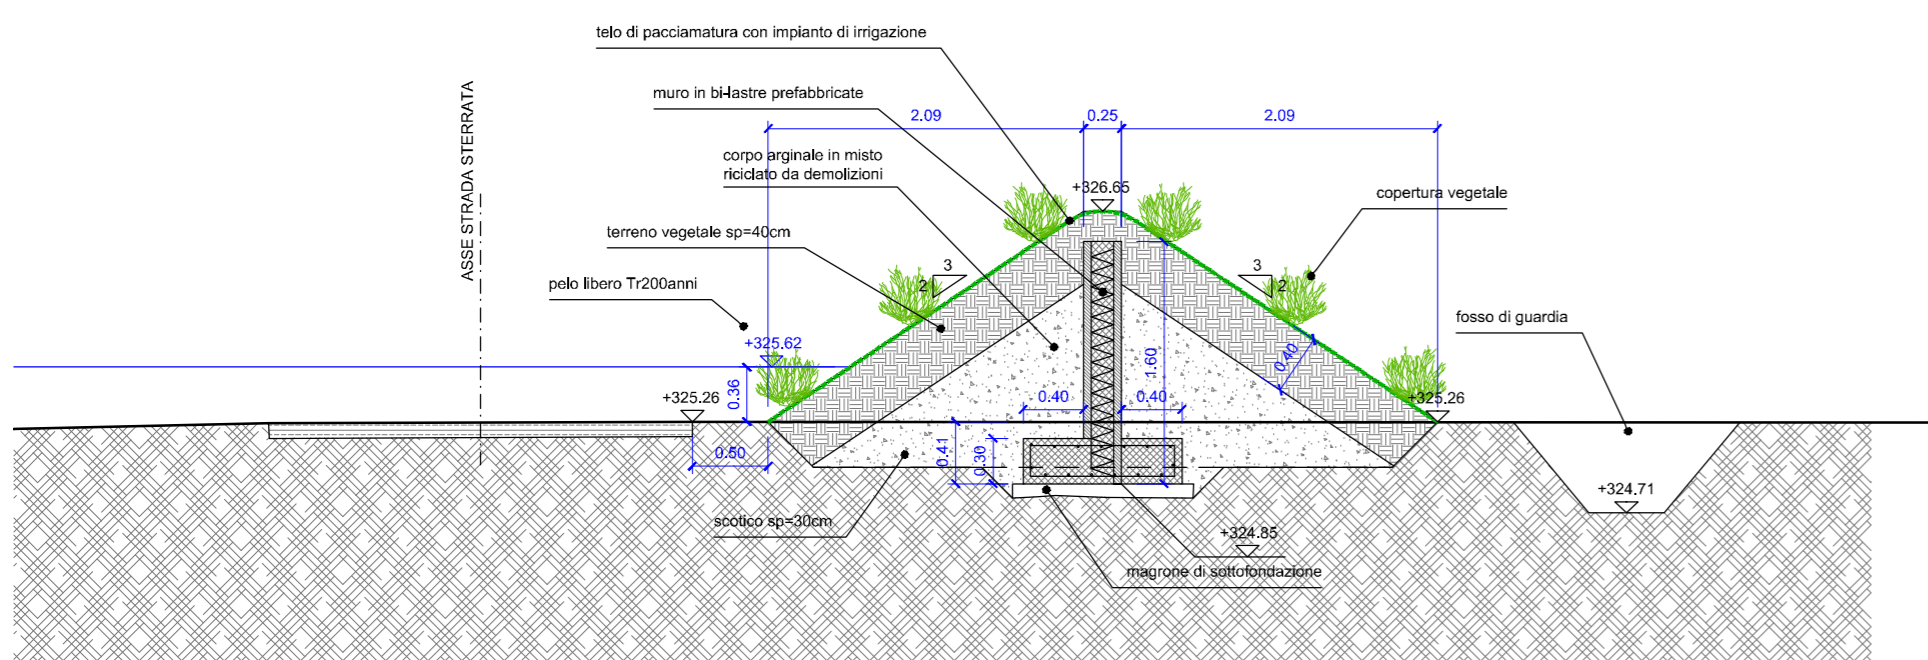 telo di pacciamatura con impianto di irrigazione
muro in bi-lastre prefabbricate
ASSE STRADA STERRATA
2.09
0.25
2.09
corpo arginale in misto
riciclato da demolizioni
+326.65
copertura vegetale
terreno vegetale sp=40cm
3
2
3
2
pelo libero Tr200anni
fosso di guardia
+325.62
0.36
1.60
0.40
+325.26
0.40
0.40
+325.26
0.50
0.41
0.30
+324.71
scotico sp=30cm
+324.85
magrone di sottofondazione